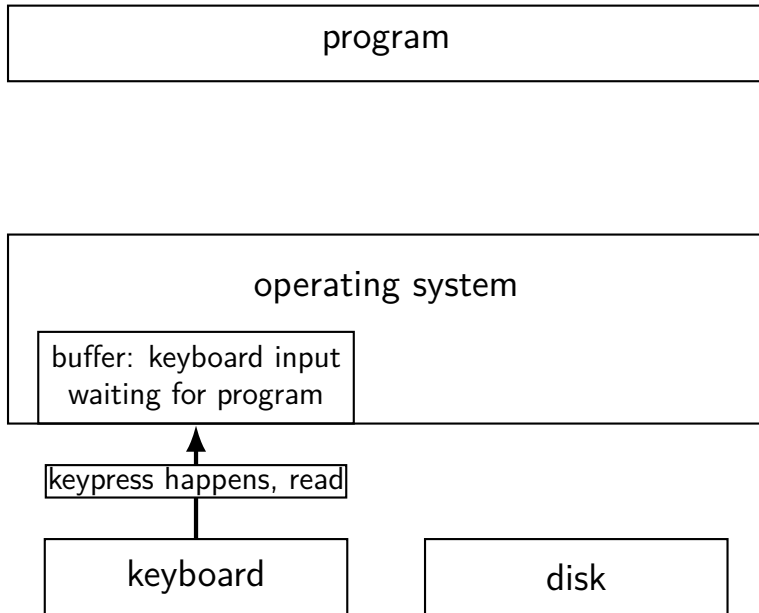 program
operating system
buffer: keyboard input
waiting for program
keypress happens, read
keyboard
disk